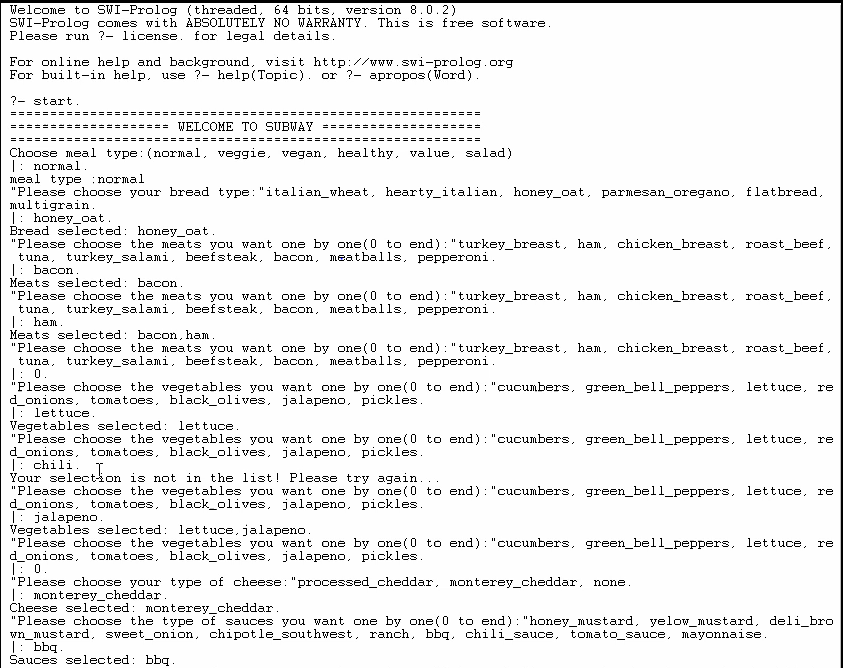 Welcome to SWI-Prolog (threaded, 64 bits, version 8.0.2)
SWI-Prolog comes with ABSOLUTELY NO WARRANTY. This is free software.
Please run ?- license. for legal details.
For online help and background, visit http://www.swi-prolog.org
For built-in help, use ?- help(Topic). or ?- apropos(Word).
?- start.
===========================================================
==================== WELCOME TO SUBWAY ====================
===========================================================
Choose meal type:(normal, veggie, vegan, healthy, value, salad)
|: normal.
meal type :normal
"Please choose your bread type:"italian_wheat, hearty_italian, honey_oat, parmesan_oregano, flatbread,
multigrain.
|: honey_oat.
Bread selected: honey_oat.
"Please choose the meats you want one by one(0 to end):"turkey_breast, ham, chicken_breast, roast_beef,
tuna, turkey_salami, beefsteak, bacon, meatballs, pepperoni.
|: bacon.
Meats selected: bacon.
"Please choose the meats you want one by one(0 to end):"turkey_breast, ham, chicken_breast, roast_beef,
tuna, turkey_salami, beefsteak, bacon, meatballs, pepperoni.
|: ham.
Meats selected: bacon,ham.
"Please choose the meats you want one by one(0 to end):"turkey_breast, ham, chicken_breast, roast_beef,
tuna, turkey_salami, beefsteak, bacon, meatballs, pepperoni.
|: 0.
"Please choose the vegetables you want one by one(0 to end):"cucumbers, green_bell_peppers, lettuce, re
d_onions, tomatoes, black_olives, jalapeno, pickles.
|: lettuce.
Vegetables selected: lettuce.
"Please choose the vegetables you want one by one(0 to end):"cucumbers, green_bell_peppers, lettuce, re
d_onions, tomatoes, black_olives, jalapeno, pickles.
|: chili.
Your selection is not in the list! Please try again...
"Please choose the vegetables you want one by one(0 to end):"cucumbers, green_bell_peppers, lettuce, re
d_onions, tomatoes, black_olives, jalapeno, pickles.
|: jalapeno.
Vegetables selected: lettuce,jalapeno.
"Please choose the vegetables you want one by one(0 to end):"cucumbers, green_bell_peppers, lettuce, re
d_onions, tomatoes, black_olives, jalapeno, pickles.
|: 0.
"Please choose your type of cheese:"processed_cheddar, monterey_cheddar, none.
|: monterey_cheddar.
Cheese selected: monterey_cheddar.
"Please choose the type of sauces you want one by one(0 to end):"honey_mustard, yelow_mustard, deli_bro
wn_mustard, sweet_onion, chipotle_southwest, ranch, bbq, chili_sauce, tomato_sauce, mayonnaise.
|: bbq.
Sauces selected: bbq.